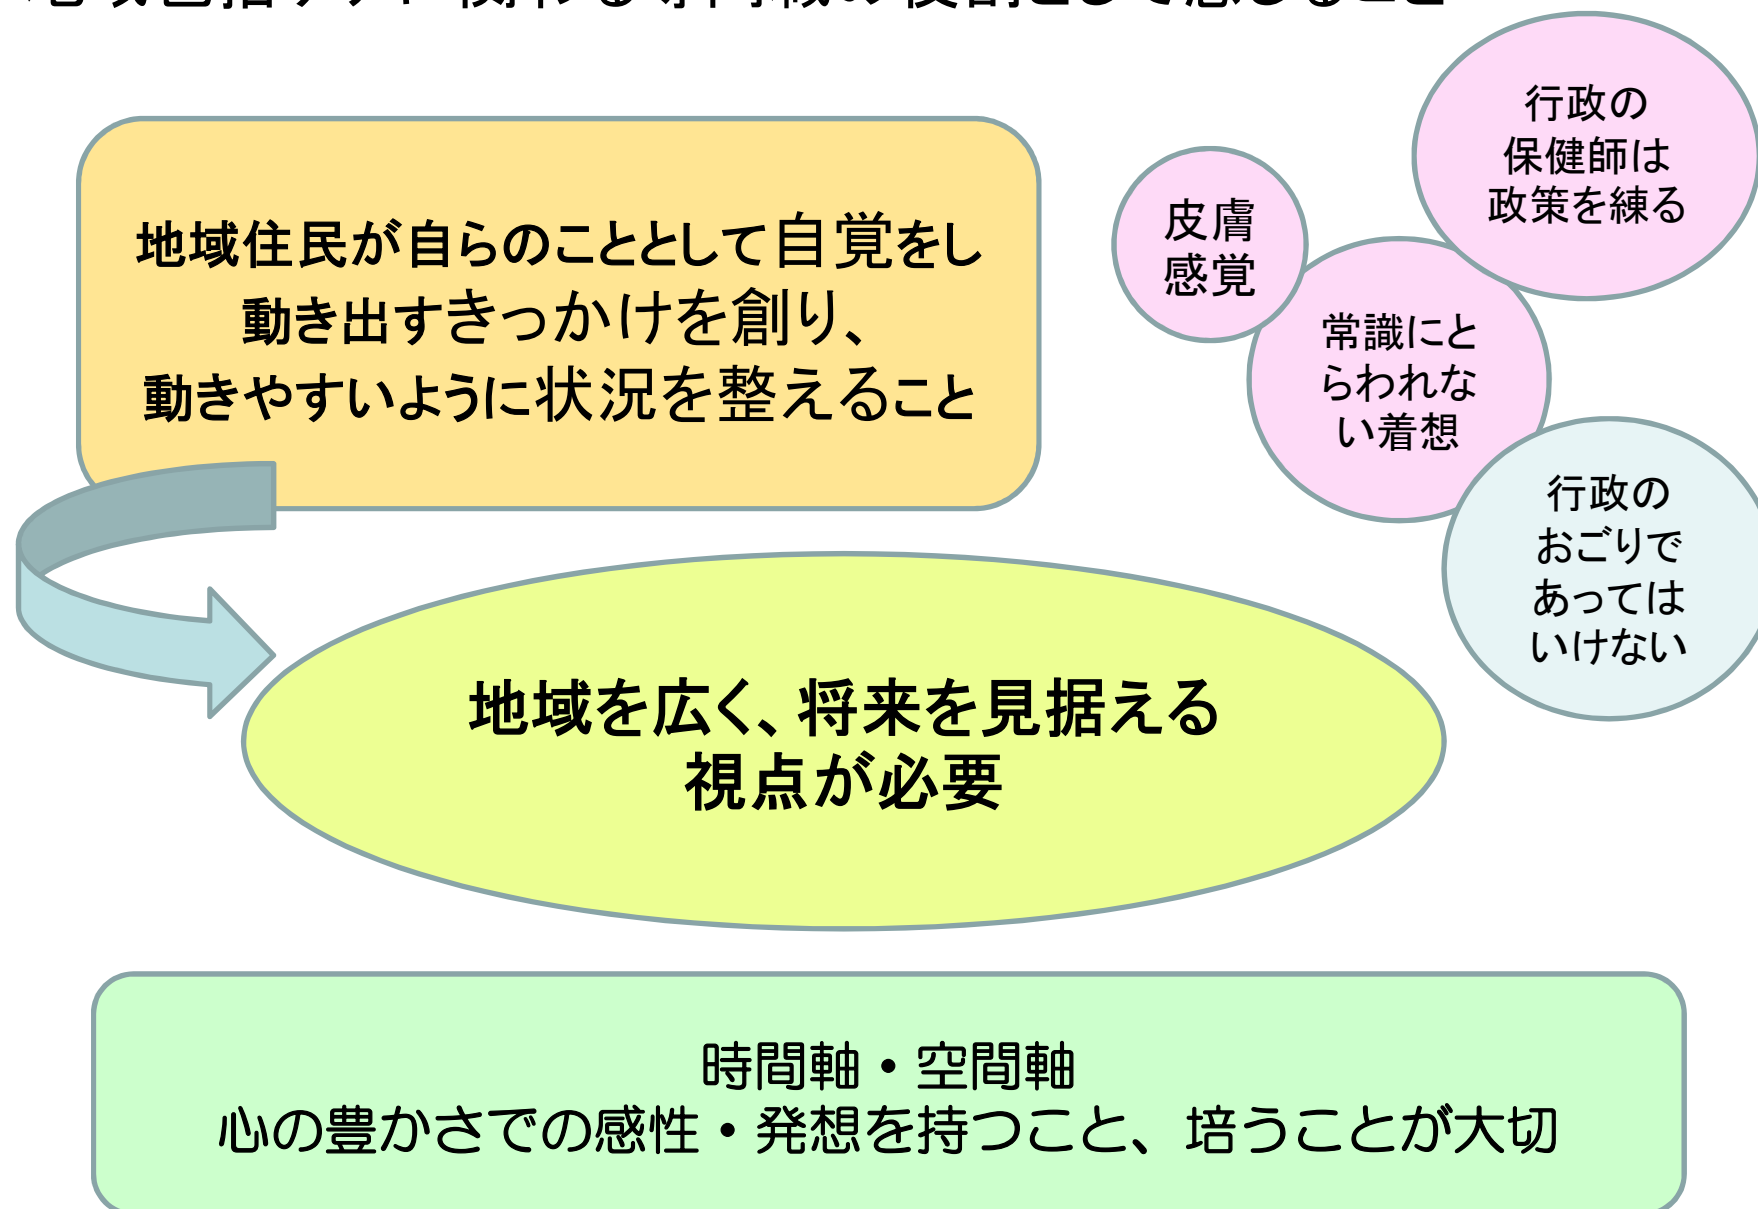 地域住民が自らのこととして自覚をし
動き出すきっかけを創り、
動きやすいように状況を整えること
行政の
保健師は
政策を練る
皮膚
感覚
常識にと
らわれな
い着想
行政の
おごりで
あっては
いけない
地域を広く、将来を見据える
視点が必要
時間軸・空間軸
心の豊かさでの感性・発想を持つこと、培うことが大切